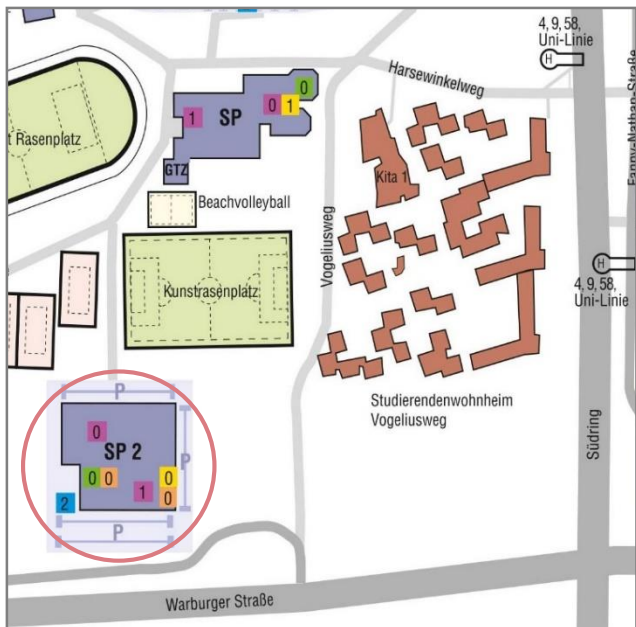 4, 9, 58,
Uni-Linie
H
Harsewinkelweg
Fanny-Nathan-Straße
0
0
1
1
SP
GTZ
t Rasenplatz
Kita 1
Beachvolleyball
Vogeliusweg
Kunstrasenplatz
H
4, 9, 58,
Uni-Linie
Studierendenwohnheim
Vogeliusweg
Südring
P
0
SP 2
P
0
0
0
1
0
2
P
P
Warburger Straße